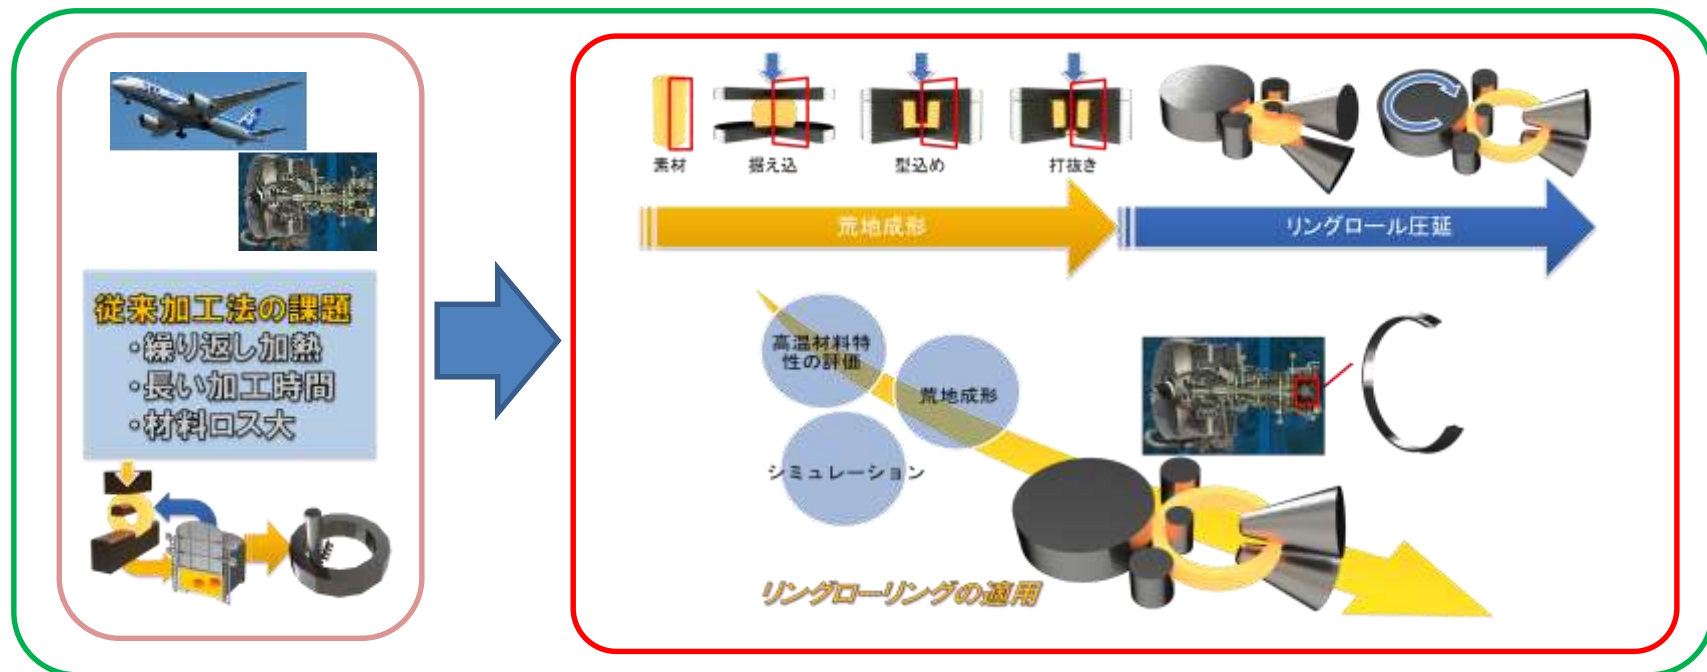 従来加工法の課題
・繰り返し加熱
・長い加工時間
・材料ロス大
素材
据え込
型込め
打抜き
荒地成形
リングロール圧延
高温材料特
性の評価
荒地成形
シミュレーション
リングローリングの適用